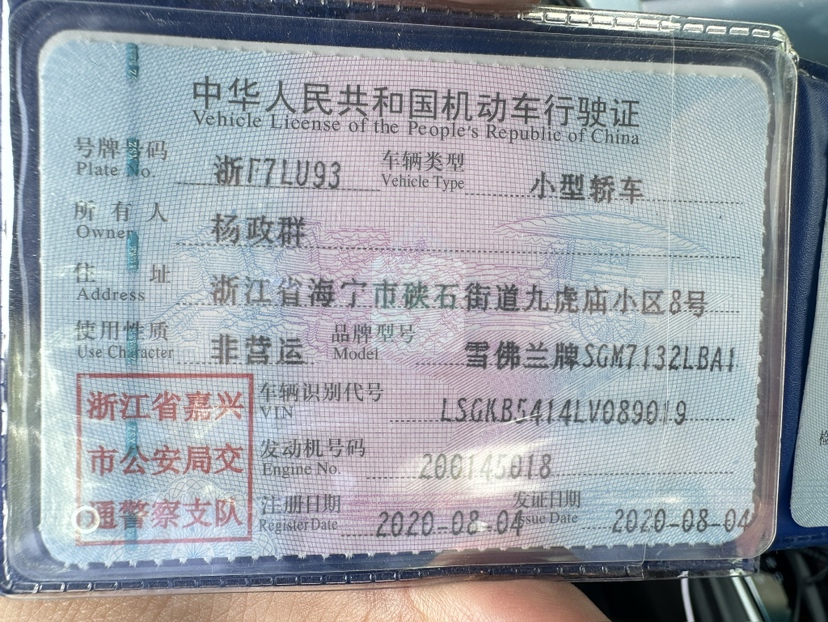 中华人民共和国机动车行驶证
Vehicle License of the People's Republic of China
号牌号码 浙F7LU93 车辆类型 小型轿车
Plate No. Vehicle Type
所有人 杨政群
Owner
住址 浙江省海宁市硖石街道九虎庙小区8号
Address
使用性质 非营运 品牌型号 雪佛兰牌SGM7132LBA1
Use Character Model
浙江省嘉兴
市公安局交
通警察支队
车辆识别代号 LSGKB5414LV089019
VIN
发动机号码 200145018
Engine No.
注册日期 2020-08-04 发证日期 2020-08-04
Register Date Issue Date